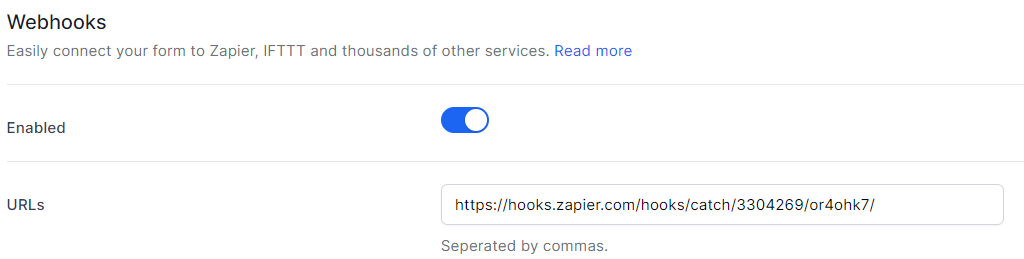 Webhooks
Easily connect your form to Zapier, IFTTT and thousands of other services. Read more
Enabled
URLs
https://hooks.zapier.com/hooks/catch/3304269/or4ohk7/
Seperated by commas.